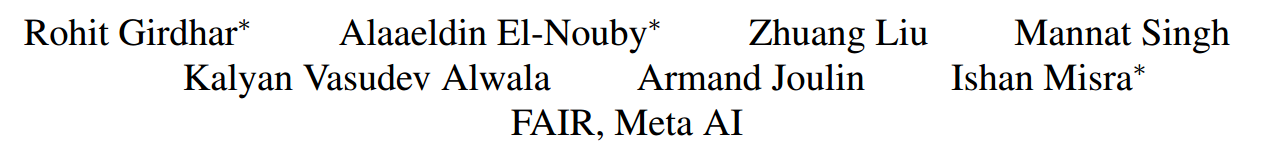 Rohit Girdhar* Alaaeldin El-Nouby* Zhuang Liu Mannat Singh
Kalyan Vasudev Alwala Armand Joulin Ishan Misra*
FAIR, Meta AI